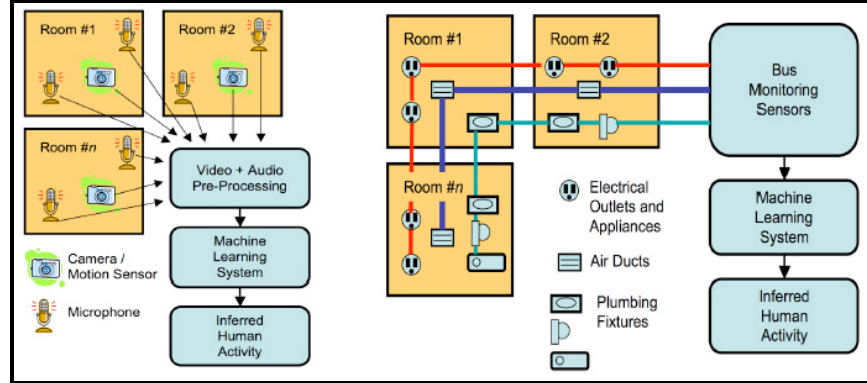 Room #1
Room #2
Room #n
Video + Audio
Pre-Processing
Machine
Learning
System
Inferred
Human
Activity
Camera /
Motion Sensor
Microphone
Room #1
Room #2
Room #n
Bus
Monitoring
Sensors
Machine
Learning
System
Inferred
Human
Activity
Electrical
Outlets and
Appliances
Air Ducts
Plumbing
Fixtures